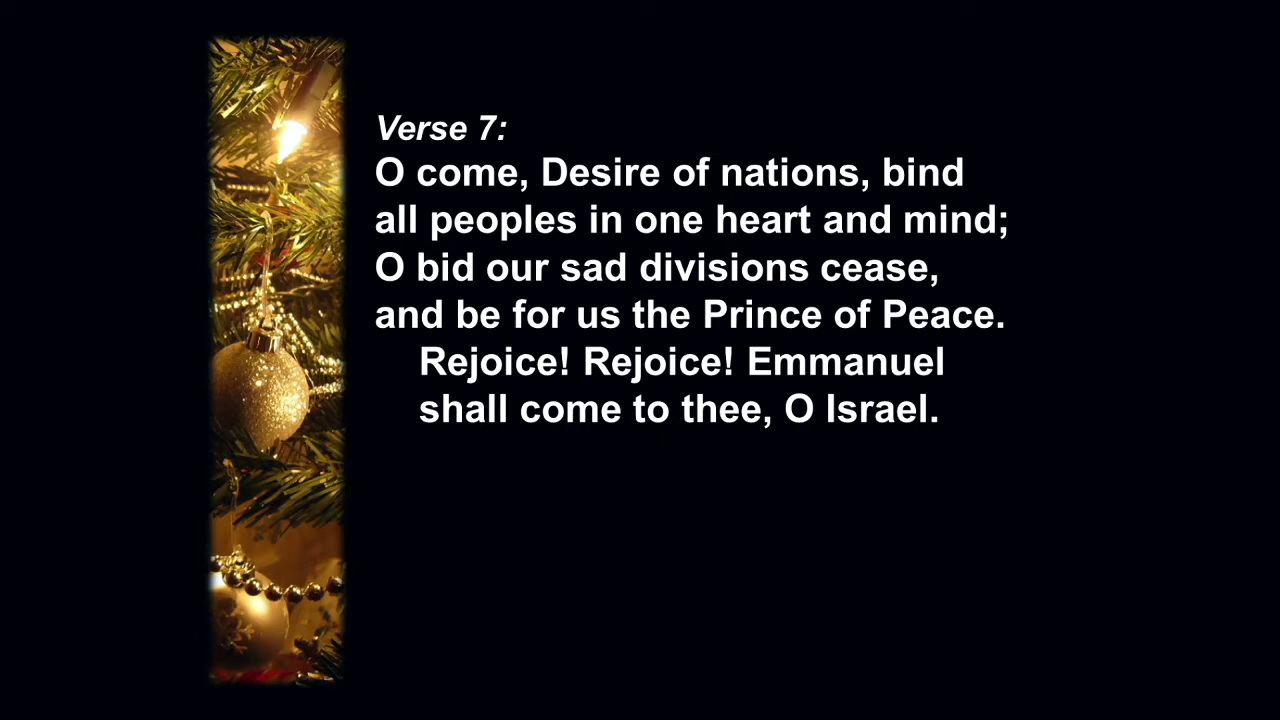 Verse 7:
O come, Desire of nations, bind
all peoples in one heart and mind;
O bid our sad divisions cease,
and be for us the Prince of Peace.
Rejoice! Rejoice! Emmanuel
shall come to thee, O Israel.